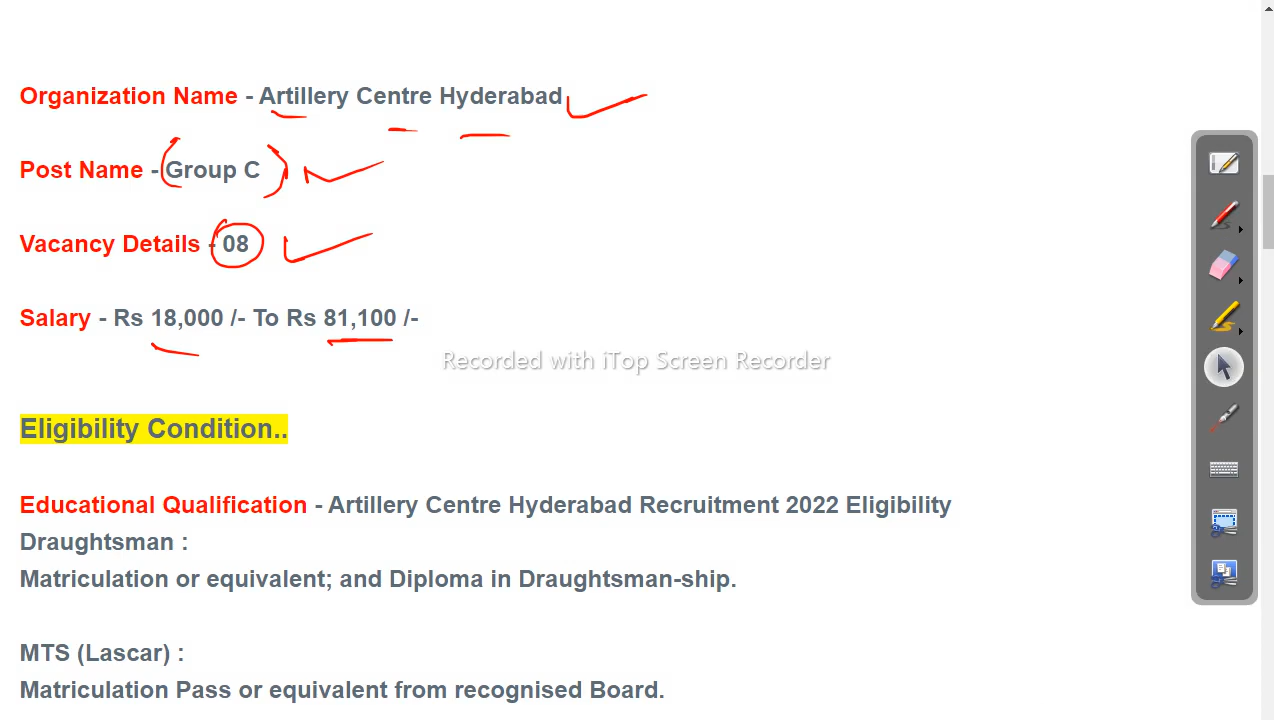 Organization Name - Artillery Centre Hyderabad
Post Name - Group C
Vacancy Details - 08
Salary - Rs 18,000 /- To Rs 81,100 /-
Recorded with iTop Screen Recorder
Eligibility Condition..
Educational Qualification - Artillery Centre Hyderabad Recruitment 2022 Eligibility
Draughtsman :
Matriculation or equivalent; and Diploma in Draughtsman-ship.
MTS (Lascar) :
Matriculation Pass or equivalent from recognised Board.